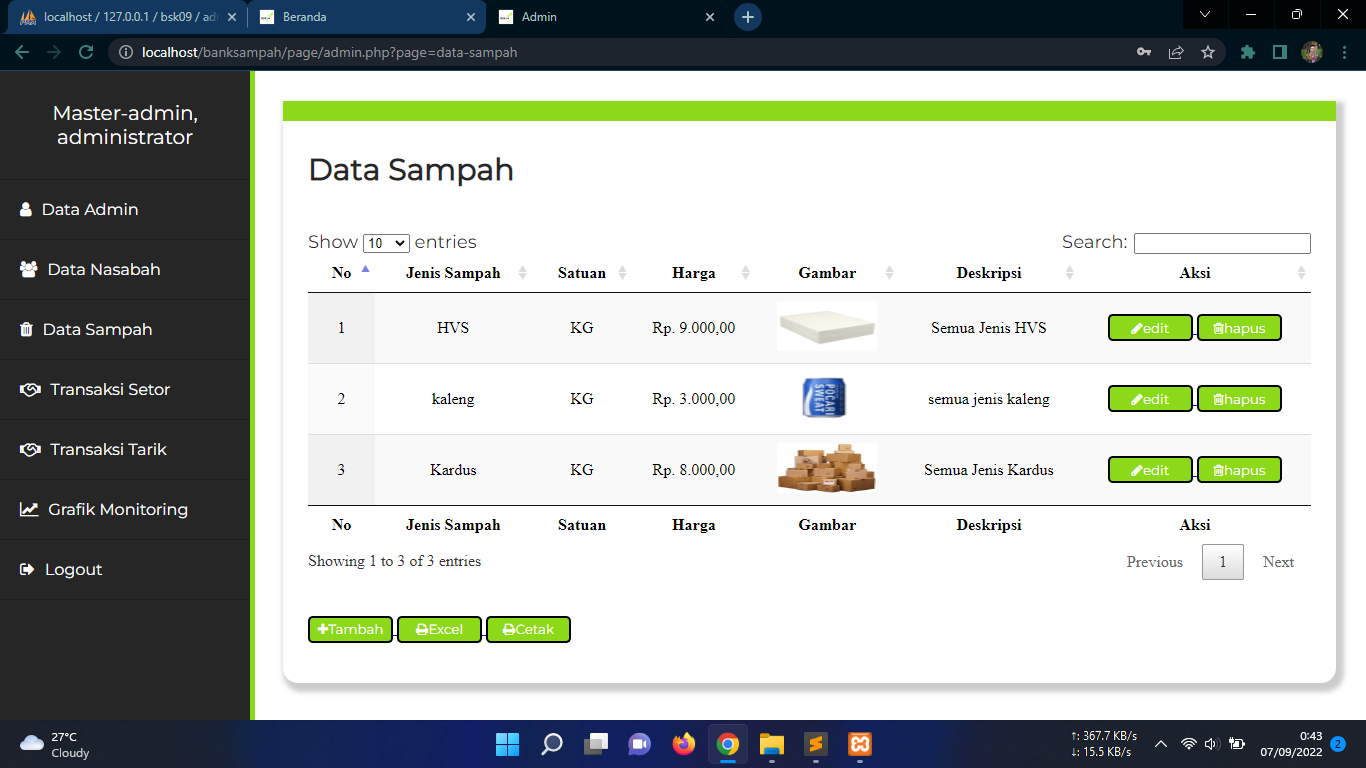 localhost / 127.0.0.1 / bsk09 / adm
Beranda
Admin
localhost/banksampah/page/admin.php?page=data-sampah
Master-admin,
administrator
Data Admin
Data Nasabah
Data Sampah
Transaksi Setor
Transaksi Tarik
Grafik Monitoring
Logout
Data Sampah
Show 10 entries
Search:
No Jenis Sampah Satuan Harga Gambar Deskripsi Aksi
1 HVS KG Rp. 9.000,00 Semua Jenis HVS edit hapus
2 kaleng KG Rp. 3.000,00 POCARI SWEAT semua jenis kaleng edit hapus
3 Kardus KG Rp. 8.000,00 Semua Jenis Kardus edit hapus
No Jenis Sampah Satuan Harga Gambar Deskripsi Aksi
Showing 1 to 3 of 3 entries
Previous 1 Next
Tambah Excel Cetak
27°C
Cloudy
↑: 367.7 KB/s
↓: 15.5 KB/s
0:43
07/09/2022
2